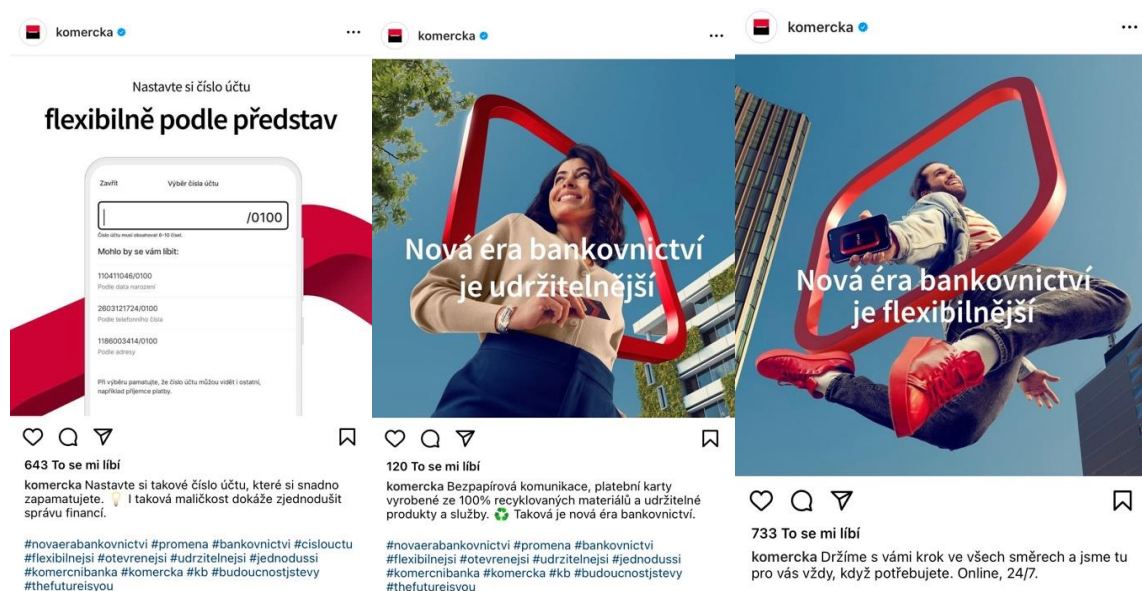 komercka
Nastavte si číslo účtu
flexibilně podle představ
Zavřít Výběr čísla účtu
/0100
Číslo účtu musí obsahovat 6-10 čísel.
Mohlo by se vám líbit:
110411046/0100
Podle data narození
2603121724/0100
Podle telefonního čísla
1186003414/0100
Podle adresy
Při výběru pamatujte, že číslo účtu můžou vidět i ostatní,
například příjemce platby.
643 To se mi líbí
komercka Nastavte si takové číslo účtu, které si snadno
zapamatujete. 💡 I taková maličkost dokáže zjednodušit
správu financí.
#novaerabankovnictvi #promena #bankovnictvi #cislouctu
#flexibilnejsi #otevrenejsi #udrzitelnejsi #jednodussi
#komercnibanka #komercka #kb #budoucnostjstevy
#thefutureisyou
komercka
Nová éra bankovnictví
je udržitelnější
120 To se mi líbí
komercka Bezpapírová komunikace, platební karty
vyrobené ze 100% recyklovaných materiálů a udržitelné
produkty a služby. ♻️ Taková je nová éra bankovnictví.
#novaerabankovnictvi #promena #bankovnictvi
#flexibilnejsi #otevrenejsi #udrzitelnejsi #jednodussi
#komercnibanka #komercka #kb #budoucnostjstevy
#thefutureisyou
komercka
Nová éra bankovnictví
je flexibilnější
733 To se mi líbí
komercka Držíme s vámi krok ve všech směrech a jsme tu
pro vás vždy, když potřebujete. Online, 24/7.